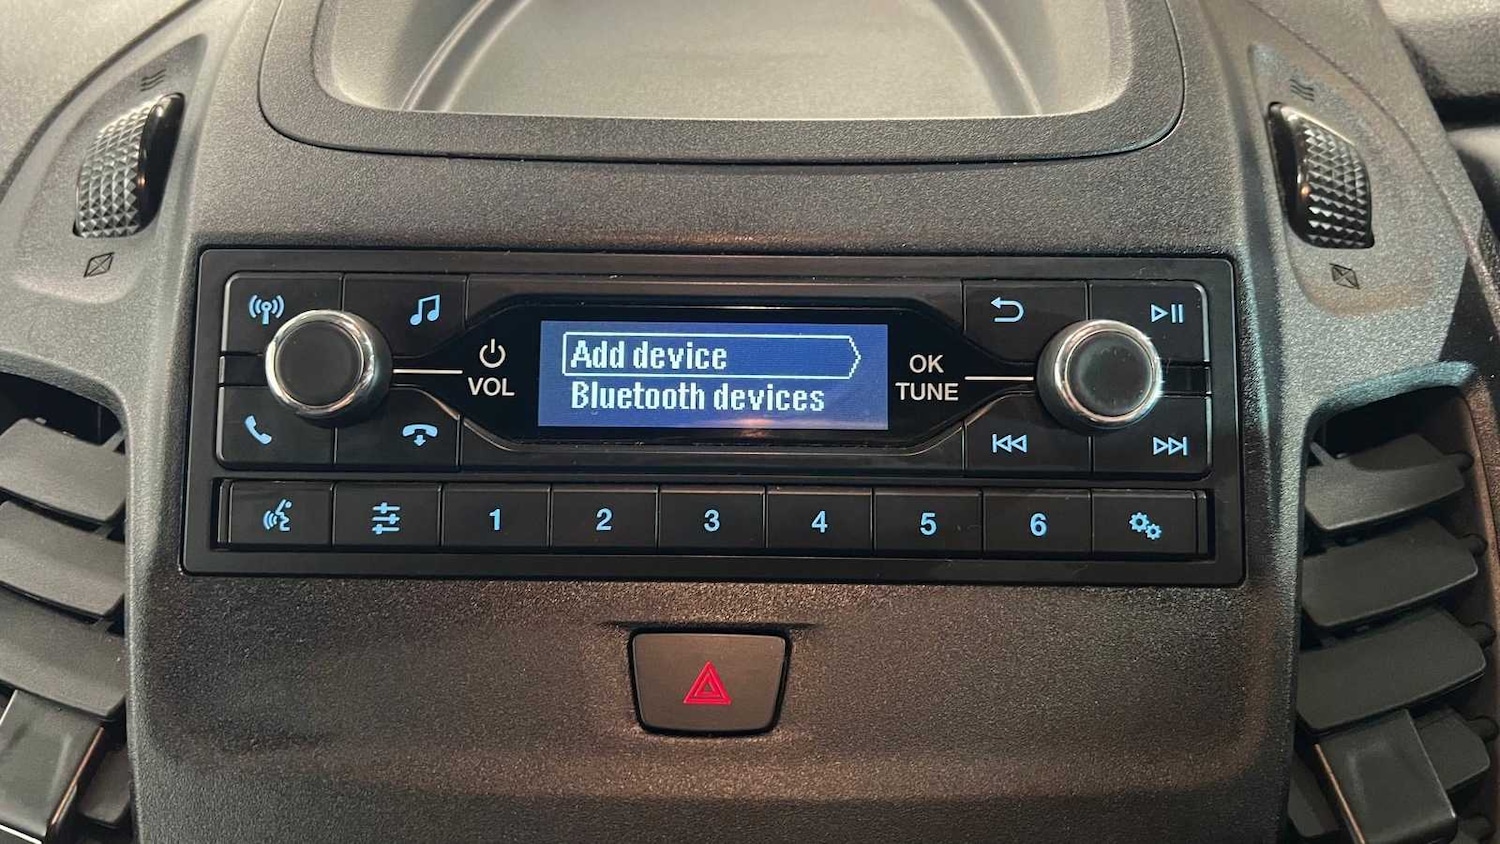 Add device
Bluetooth devices
VOL
OK
TUNE
1 2 3 4 5 6